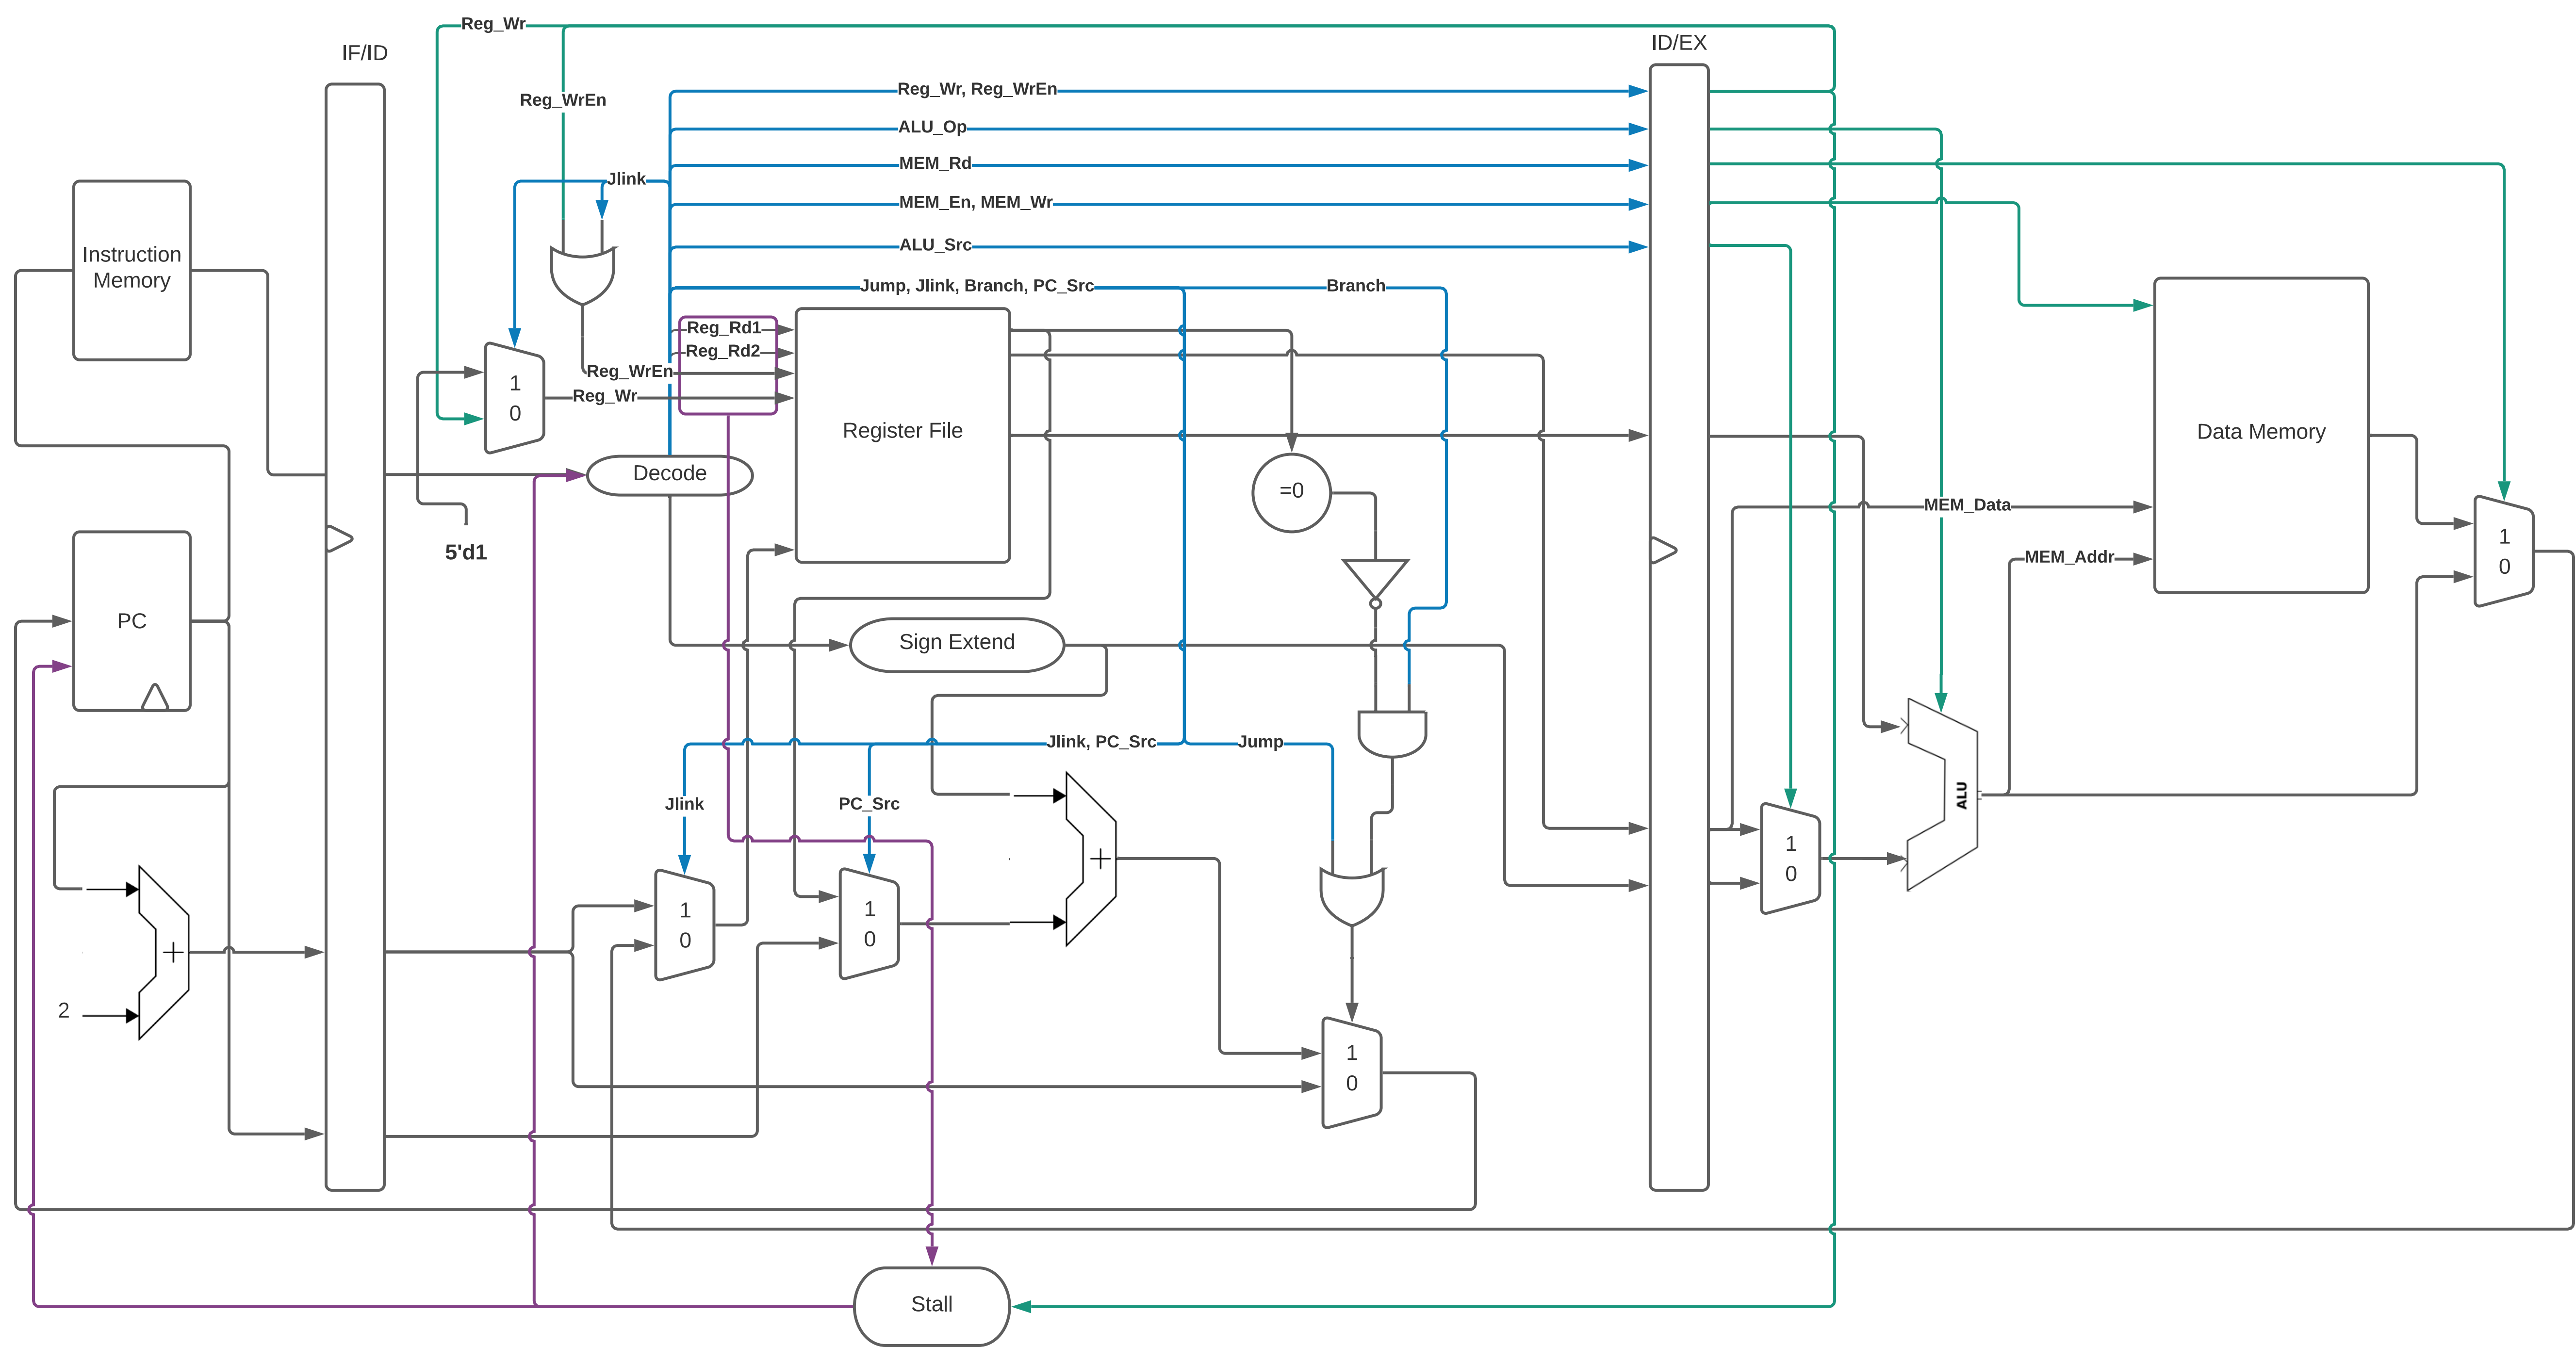 Reg_Wr
IF/ID
ID/EX
Reg_Wr, Reg_WrEn
Reg_WrEn
ALU_Op
MEM_Rd
Jlink
MEM_En, MEM_Wr
ALU_Src
Instruction
Memory
Jump, Jlink, Branch, PC_Src
Branch
Reg_Rd1
Reg_Rd2
Reg_WrEn
Reg_Wr
1
0
Register File
Data Memory
Decode
=0
MEM_Data
5'd1
MEM_Addr
1
0
PC
Sign Extend
Jlink, PC_Src
Jump
Jlink
PC_Src
ALU
1
0
1
0
1
0
+
+
2
1
0
Stall